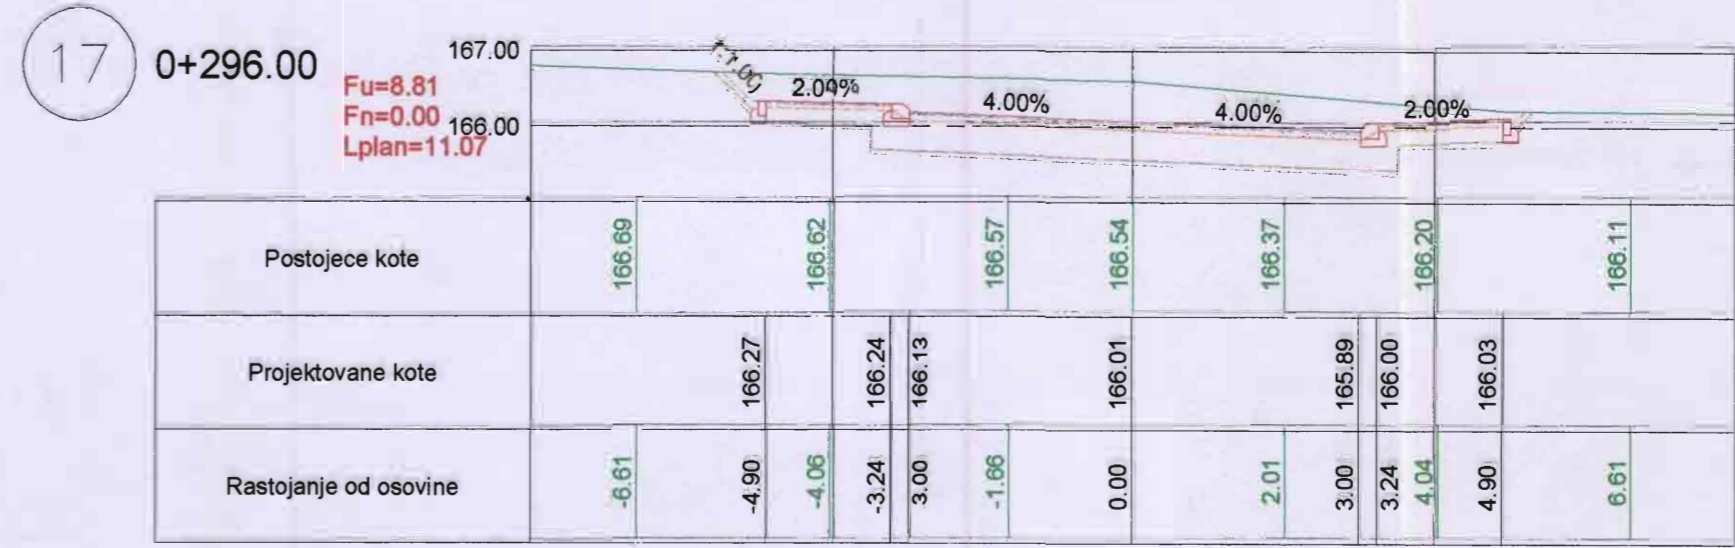 17 0+296.00
Fu=8.81
Fn=0.00
Lplan=11.07
167.00
166.00
2.00% 4.00% 4.00% 2.00%
Postojece kote 166.69 166.62 166.57 166.54 166.37 166.20 166.11
Projektovane kote 166.27 166.24 166.13 166.01 165.89 166.00 166.03
Rastojanje od osovine -6.61 -4.90 -4.06 -3.24 3.00 -1.66 0.00 2.01 3.00 3.24 4.04 4.90 6.61